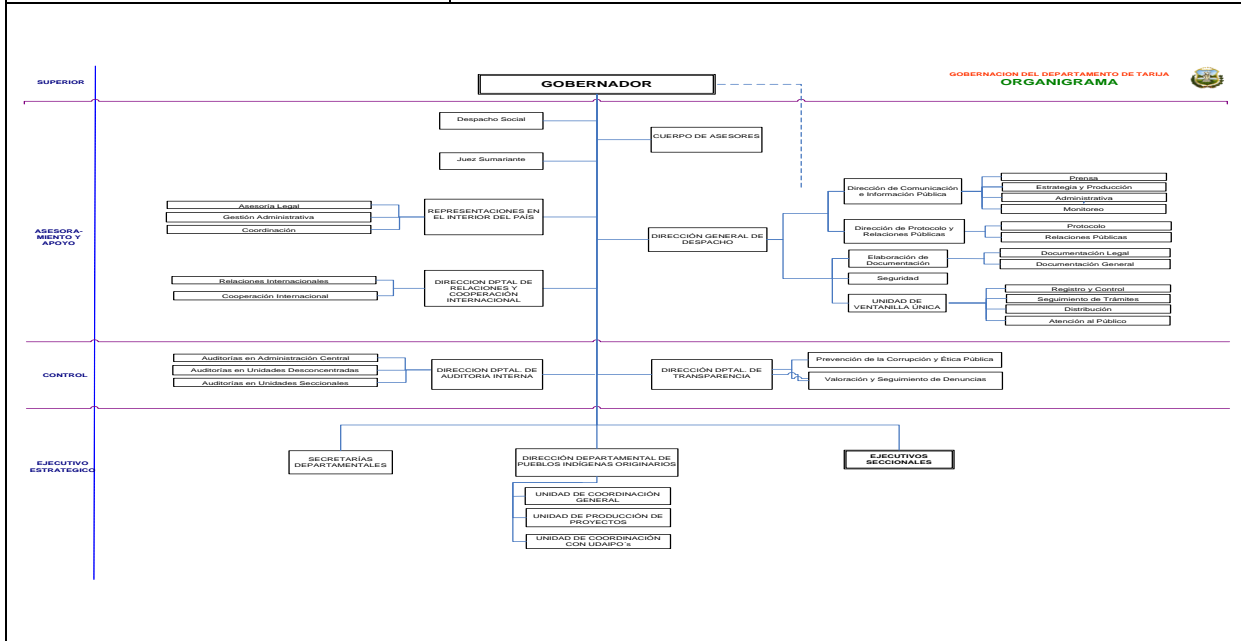 SUPERIOR
GOBERNADOR
GOBERNACION DEL DEPARTAMENTO DE TARIJA
ORGANIGRAMA
Despacho Social
CUERPO DE ASESORES
Juez Sumariante
ASESORA-
MIENTO Y
APOYO
Asesoría Legal
Gestión Administrativa
Coordinación
REPRESENTACIONES EN
EL INTERIOR DEL PAÍS
DIRECCIÓN GENERAL DE
DESPACHO
Dirección de Comunicación
e Información Pública
Prensa
Estrategia y Producción
Administrativa
Monitoreo
Dirección de Protocolo y
Relaciones Públicas
Protocolo
Relaciones Públicas
Elaboración de
Documentación
Documentación Legal
Documentación General
Seguridad
UNIDAD DE
VENTANILLA ÚNICA
Registro y Control
Seguimiento de Trámites
Distribución
Atención al Público
Relaciones Internacionales
Cooperación Internacional
DIRECCION DPTAL DE
RELACIONES Y
COOPERACIÓN
INTERNACIONAL
CONTROL
Auditorías en Administración Central
Auditorías en Unidades Desconcentradas
Auditorías en Unidades Seccionales
DIRECCION DPTAL. DE
AUDITORIA INTERNA
DIRECCIÓN DPTAL. DE
TRANSPARENCIA
Prevención de la Corrupción y Ética Pública
Valoración y Seguimiento de Denuncias
EJECUTIVO
ESTRATEGICO
SECRETARÍAS
DEPARTAMENTALES
DIRECCIÓN DEPARTAMENTAL DE
PUEBLOS INDÍGENAS ORIGINARIOS
EJECUTIVOS
SECCIONALES
UNIDAD DE COORDINACIÓN
GENERAL
UNIDAD DE PRODUCCIÓN DE
PROYECTOS
UNIDAD DE COORDINACIÓN
CON UDAIPO´s